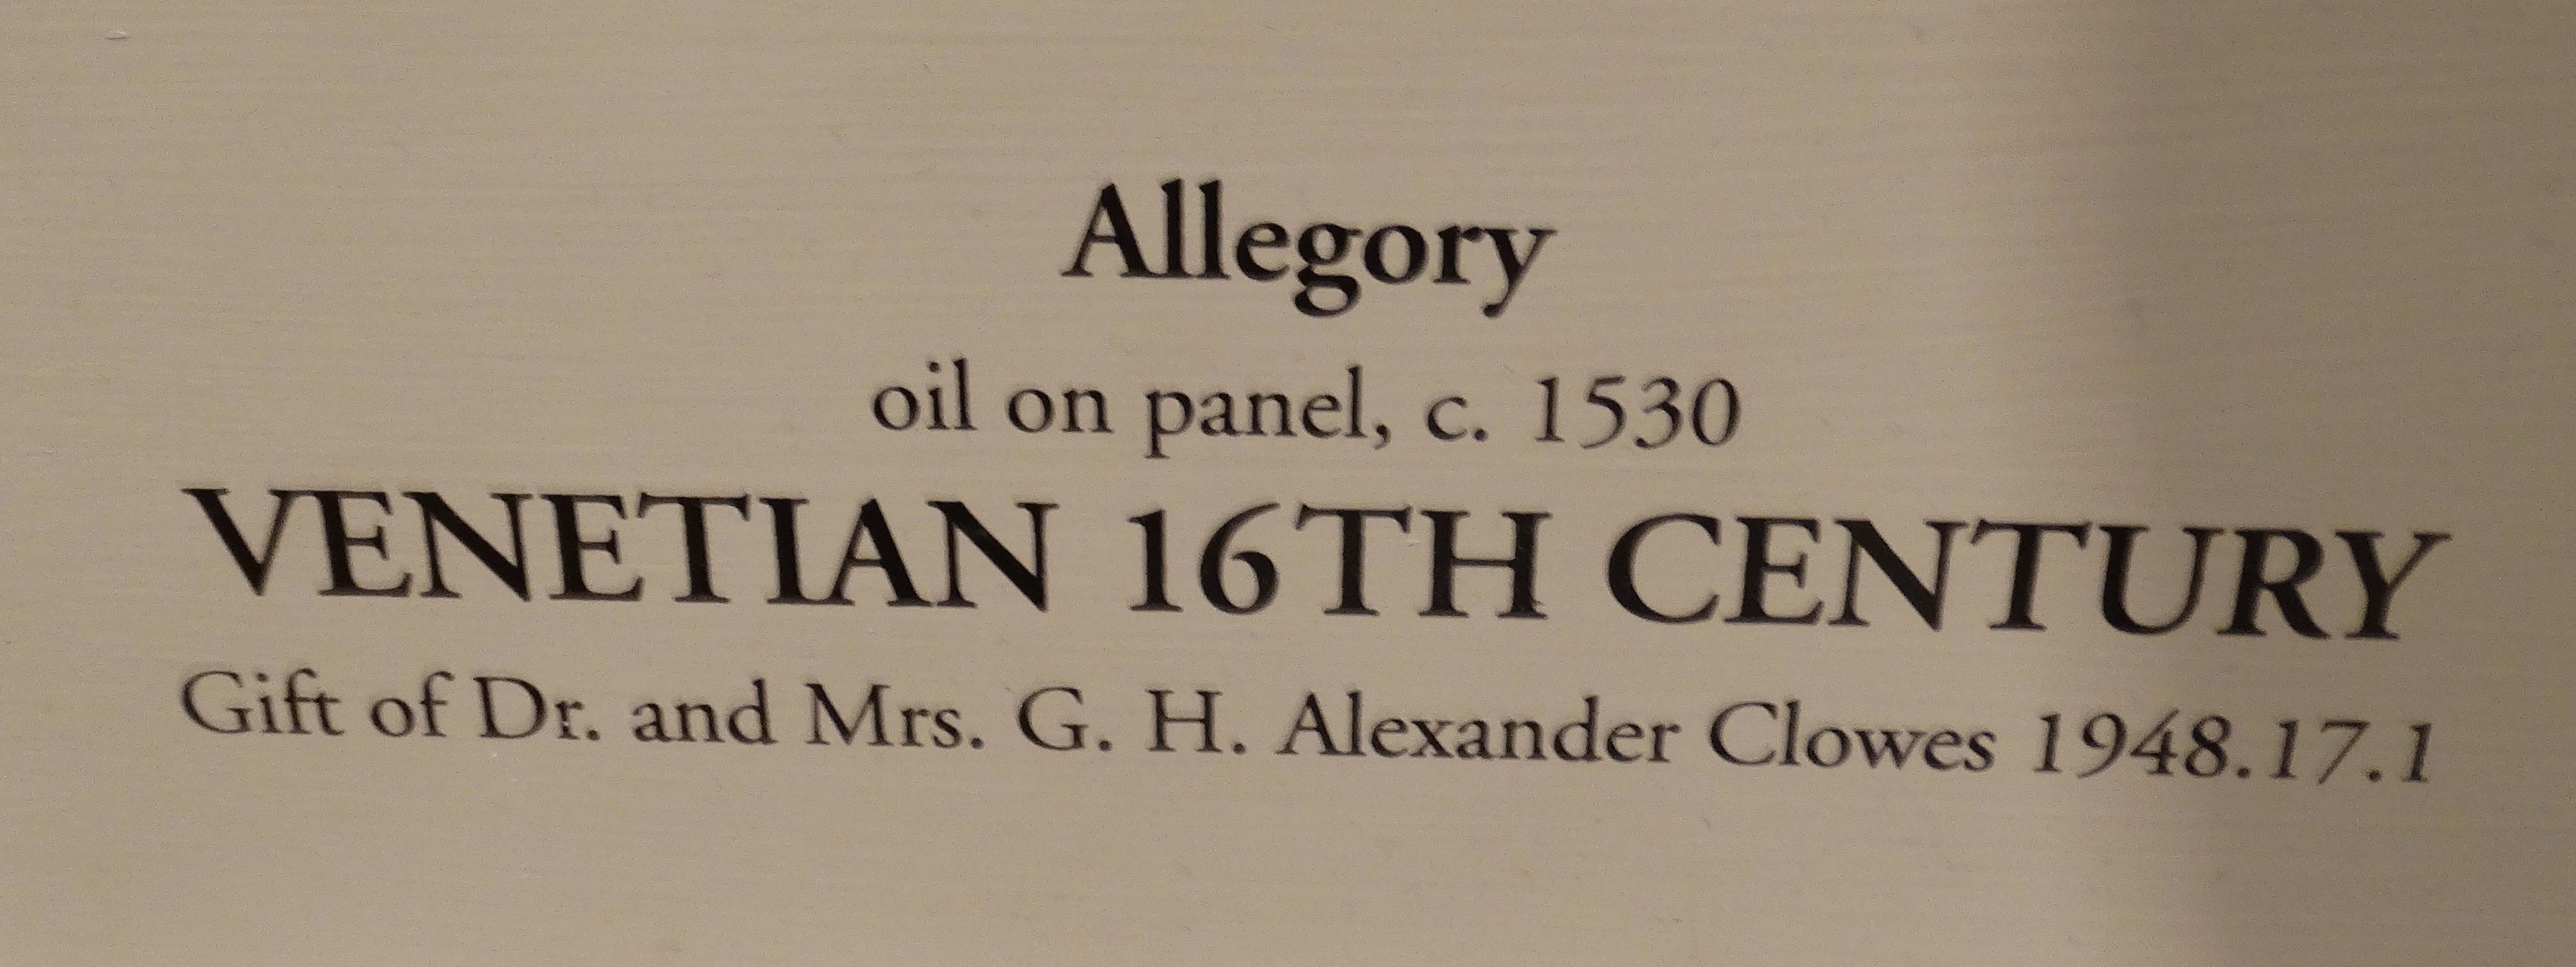 Allegory
oil on panel, c. 1530
VENETIAN 16TH CENTURY
Gift of Dr. and Mrs. G. H. Alexander Clowes 1948.17.1